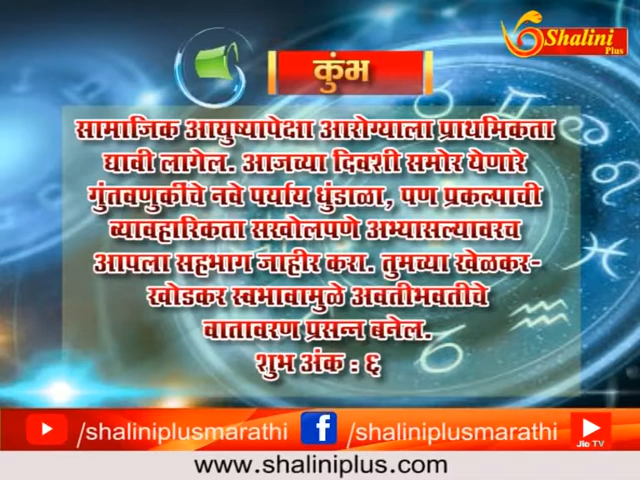 Shalini
Plus
कुंभ
सामाजिक आयुष्यापेक्षा आरोग्याला प्राथमिकता
द्यावी लागेल. आजच्या दिवशी समोर येणारे
गुंतवणुकीचे नवे पर्याय धुंडाळा, पण प्रकल्पाची
व्यावहारिकता सखोलपणे अभ्यासल्यावरच
आपला सहभाग जाहीर करा. तुमच्या खेळकर-
खोडकर स्वभावामुळे अवतीभवतीचे
वातावरण प्रसन्न बनेल.
शुभ अंक : ६
/shaliniplusmarathi
/shaliniplusmarathi
Jio TV
www.shaliniplus.com